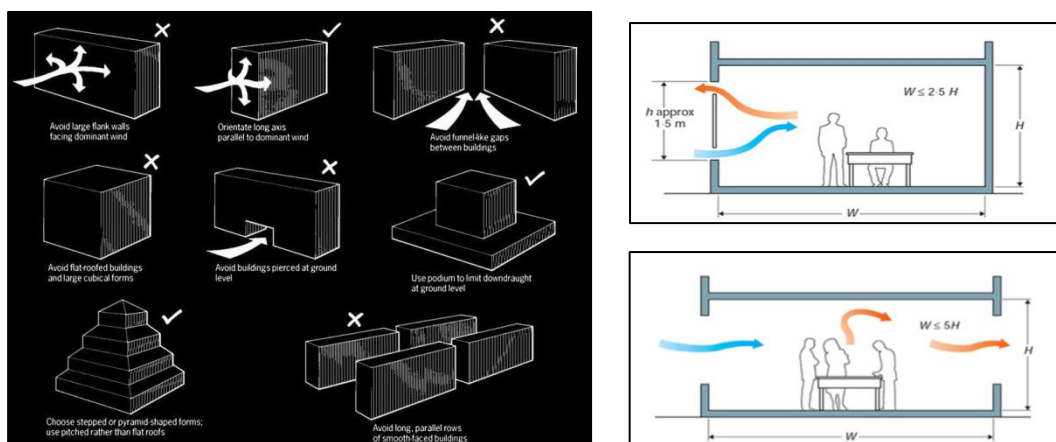 Avoid large flank walls
facing dominant wind
Orientate long axis
parallel to dominant wind
Avoid funnel-like gaps
between buildings
Avoid flat-roofed buildings
and large cubical forms
Avoid buildings pierced at ground
level
Use podium to limit downdraught
at ground level
Choose stepped or pyramid-shaped forms;
use pitched rather than flat roofs
Avoid long, parallel rows
of smooth-faced buildings
h approx
1·5 m
W ≤ 2·5 H
H
W
W ≤ 5H
H
W